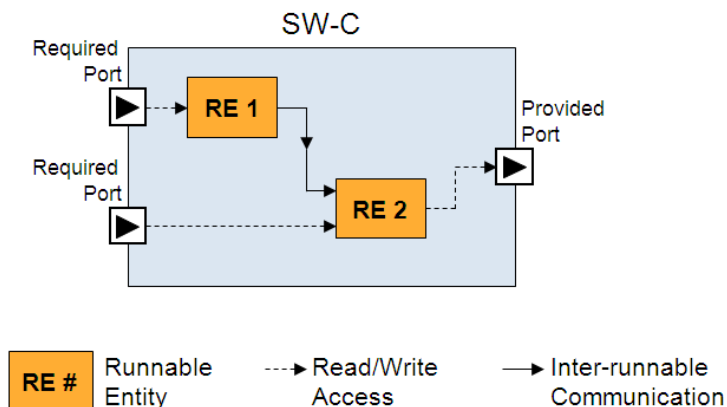 SW-C
Required
Port
RE 1
Provided
Port
Required
Port
RE 2
RE #
Runnable
Entity
Read/Write
Access
Inter-runnable
Communication